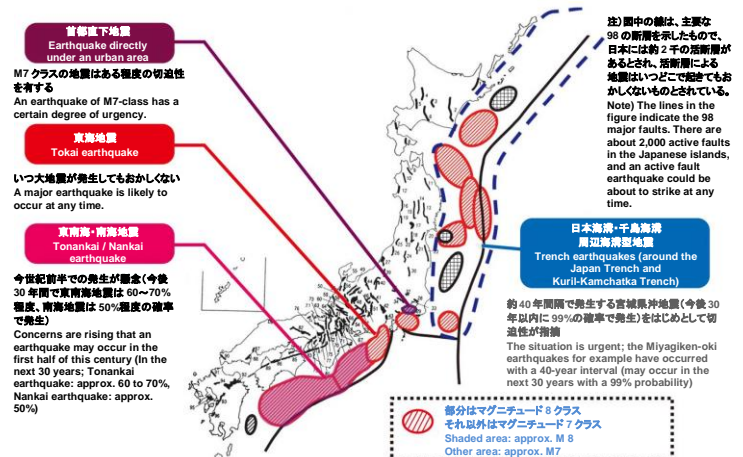 首都直下地震
Earthquake directly
under an urban area
M7 クラスの地震はある程度の切迫性
を有する
An earthquake of M7-class has a
certain degree of urgency.
東海地震
Tokai earthquake
いつ大地震が発生してもおかしくない
A major earthquake is likely to
occur at any time.
東南海・南海地震
Tonankai / Nankai
earthquake
今世紀前半での発生が懸念（今後
30 年間で東南海地震は 60～70%
程度、南海地震は 50%程度の確率
で発生）
Concerns are rising that an
earthquake may occur in the
first half of this century (In the
next 30 years; Tonankai
earthquake: approx. 60 to 70%,
Nankai earthquake: approx.
50%)
注）図中の線は、主要な
98 の断層を示したもので、
日本には約 2 千の活断層が
あるとされ、活断層による
地震はいつどこで起きてもお
かしくないものとされている。
Note) The lines in the
figure indicate the 98
major faults. There are
about 2,000 active faults
in the Japanese islands,
and an active fault
earthquake could be
about to strike at any
time.
日本海溝・千島海溝
周辺海溝型地震
Trench earthquakes (around the
Japan Trench and
Kuril-Kamchatka Trench)
約 40 年間隔で発生する宮城県沖地震（今後 30
年以内に 99%の確率で発生）をはじめとして切
迫性が指摘
The situation is urgent; the Miyagiken-oki
earthquakes for example have occurred
with a 40-year interval (may occur in the
next 30 years with a 99% probability)
部分はマグニチュード 8 クラス
それ以外はマグニチュード 7 クラス
Shaded area: approx. M 8
Other area: approx. M7